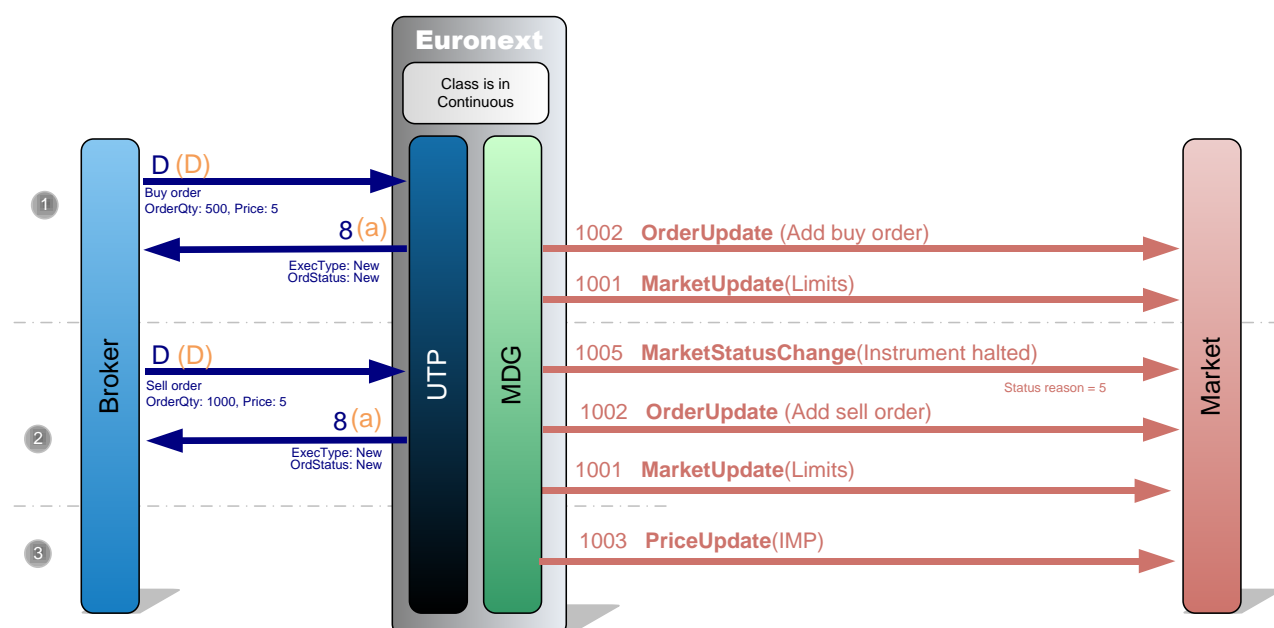 Euronext
Class is in
Continuous
Broker
UTP
MDG
Market
1
D (D)
Buy order
OrderQty: 500, Price: 5
8 (a)
ExecType: New
OrdStatus: New
1002 OrderUpdate (Add buy order)
1001 MarketUpdate(Limits)
2
D (D)
Sell order
OrderQty: 1000, Price: 5
8 (a)
ExecType: New
OrdStatus: New
1005 MarketStatusChange(Instrument halted)
Status reason = 5
1002 OrderUpdate (Add sell order)
1001 MarketUpdate(Limits)
3
1003 PriceUpdate(IMP)